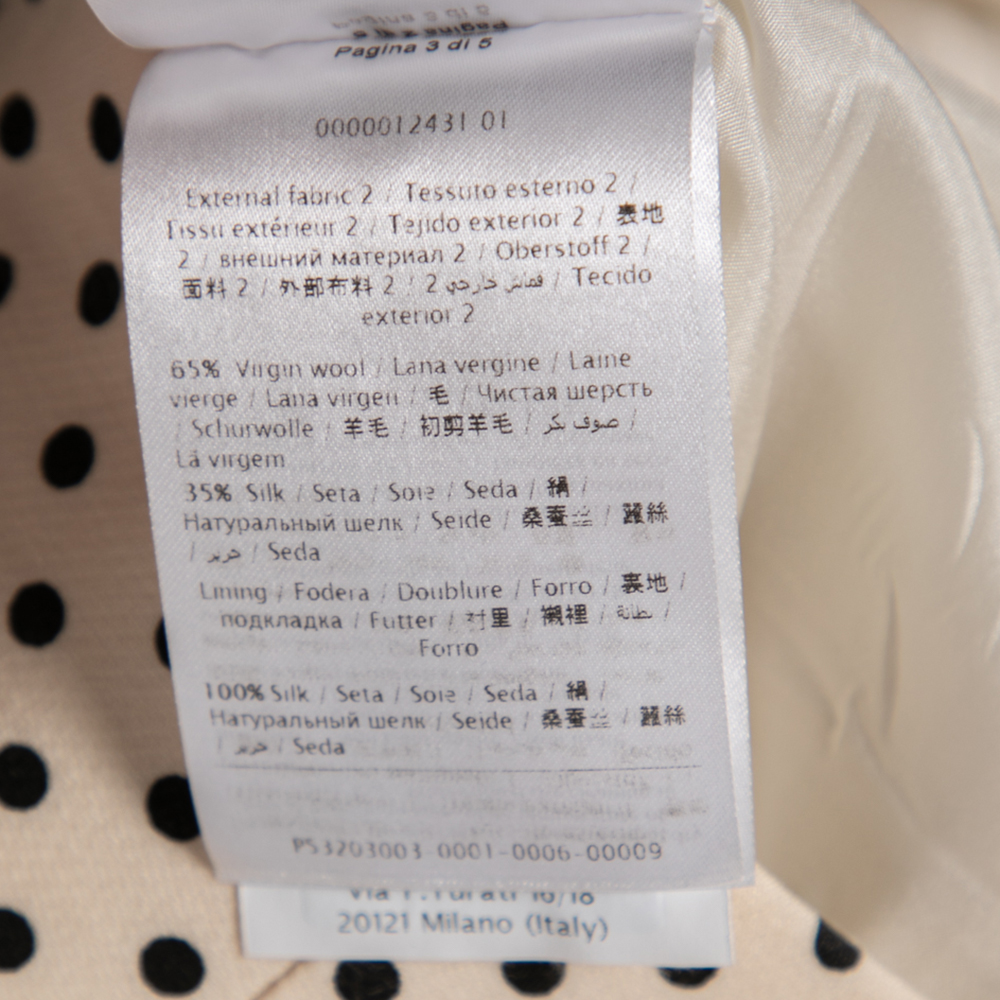 Pagina 3 di 5
0000012431 01
External fabric 2 / Tessuto esterno 2 /
Tissu extérieur 2 / Tejido exterior 2 / 表地
2 / внешний материал 2 / Oberstoff 2 /
面料 2 / 外部布料 2 / 2 قماش خارجي / Tecido
exterior 2
65% Virgin wool / Lana vergine / Laine
vierge / Lana virgen / 毛 / Чистая шерсть
/ Schurwolle / 羊毛 / 初剪羊毛 / صوف بكر /
Lã virgem
35% Silk / Seta / Soie / Seda / 絹 /
Натуральный шелк / Seide / 桑蚕丝 / 蠶絲
/ حرير / Seda
Lining / Fodera / Doublure / Forro / 裏地 /
подкладка / Futter / 衬里 / 襯裡 / بطانة /
Forro
100% Silk / Seta / Soie / Seda / 絹 /
Натуральный шелк / Seide / 桑蚕丝 / 蠶絲
/ حرير / Seda
P53203003-0001-0006-00009
Via F.Turati 16/18
20121 Milano (Italy)